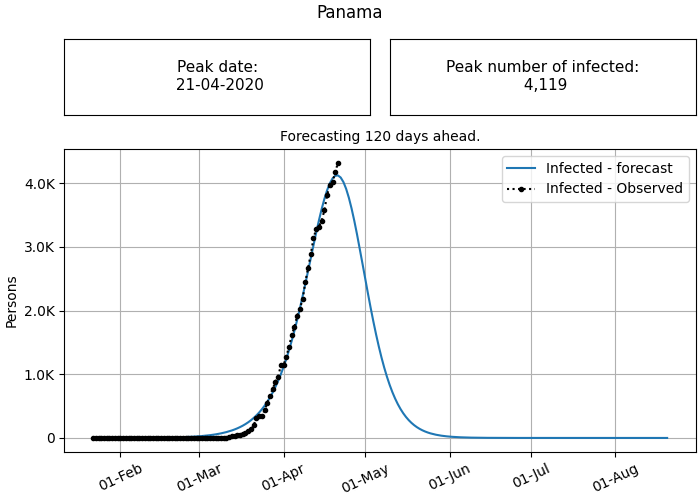 Panama
Peak date:
21-04-2020
Peak number of infected:
4,119
Forecasting 120 days ahead.
Infected - forecast
Infected - Observed
Persons
4.0K
3.0K
2.0K
1.0K
0
01-Feb
01-Mar
01-Apr
01-May
01-Jun
01-Jul
01-Aug